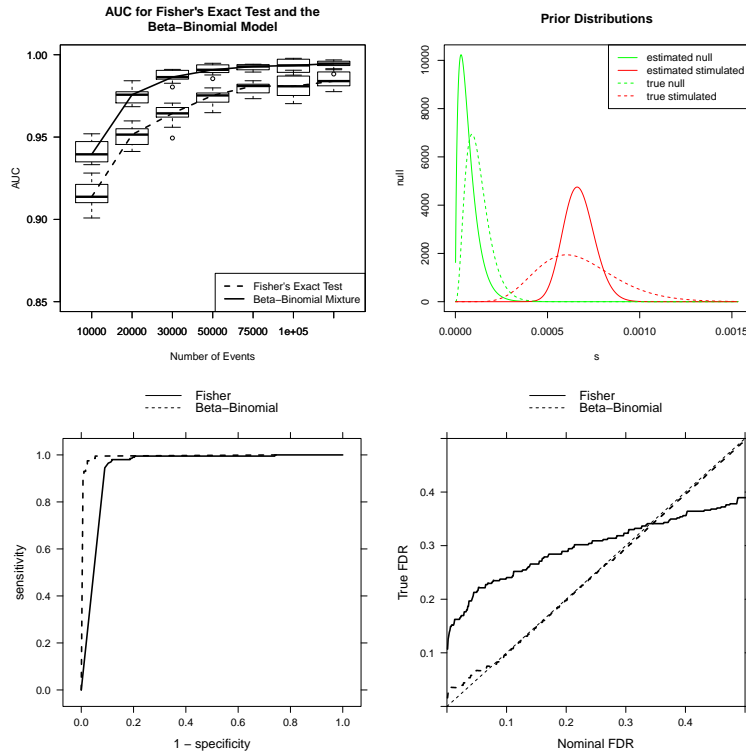 AUC for Fisher's Exact Test and the
Beta−Binomial Model
1.00
0.95
0.90
0.85
AUC
10000
20000
30000
50000
75000
1e+05
Number of Events
Fisher's Exact Test
Beta−Binomial Mixture
Prior Distributions
estimated null
estimated stimulated
true null
true stimulated
10000
8000
6000
4000
2000
0
null
0.0000
0.0005
0.0010
0.0015
s
Fisher
Beta−Binomial
1.0
0.8
0.6
0.4
0.2
0.0
sensitivity
0.0
0.2
0.4
0.6
0.8
1.0
1 − specificity
Fisher
Beta−Binomial
0.4
0.3
0.2
0.1
True FDR
0.1
0.2
0.3
0.4
Nominal FDR